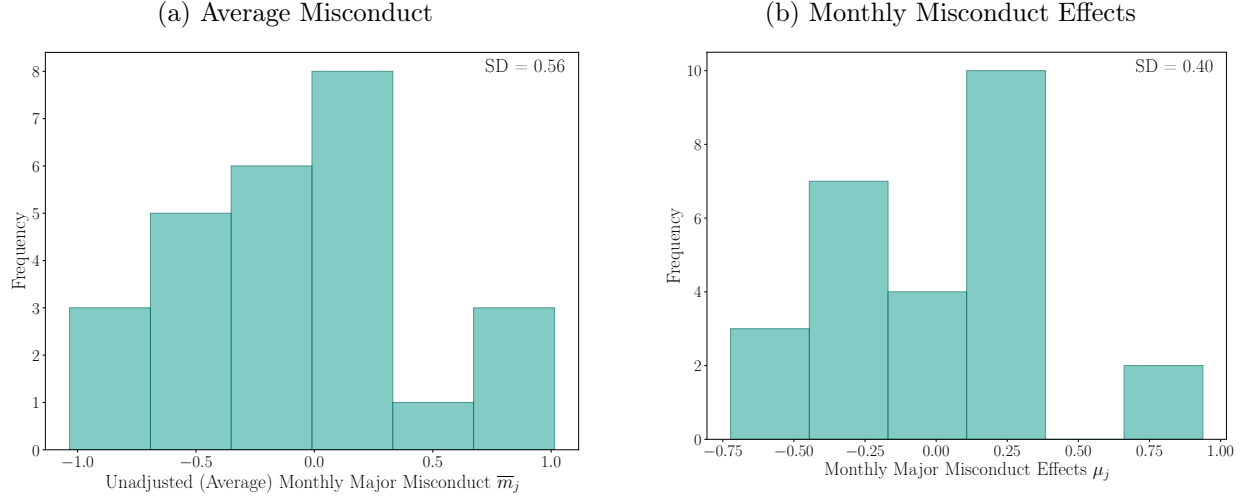 (a) Average Misconduct
SD = 0.56
8
7
6
5
4
3
2
1
0
Frequency
−1.0 −0.5 0.0 0.5 1.0
Unadjusted (Average) Monthly Major Misconduct m̅ⱼ
(b) Monthly Misconduct Effects
SD = 0.40
10
8
6
4
2
0
Frequency
−0.75 −0.50 −0.25 0.00 0.25 0.50 0.75 1.00
Monthly Major Misconduct Effects μⱼ